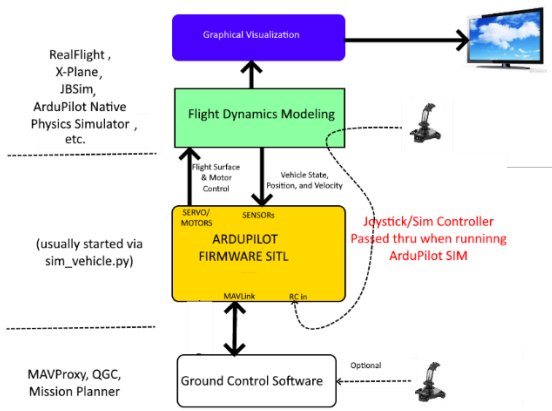 Graphical Visualization
RealFlight ,
X-Plane,
JBSim,
ArduPilot Native
Physics Simulator ,
etc.
Flight Dynamics Modeling
Flight Surface
& Motor
Control
Vehicle State,
Position, and Velocity
SERVO/
MOTORS
SENSORs
(usually started via
sim_vehicle.py)
ARDUPILOT
FIRMWARE SITL
Joystick/Sim Controller
Passed thru when runinng
ArduPilot SIM
MAVLink
RC in
MAVProxy, QGC,
Mission Planner
Ground Control Software
Optional